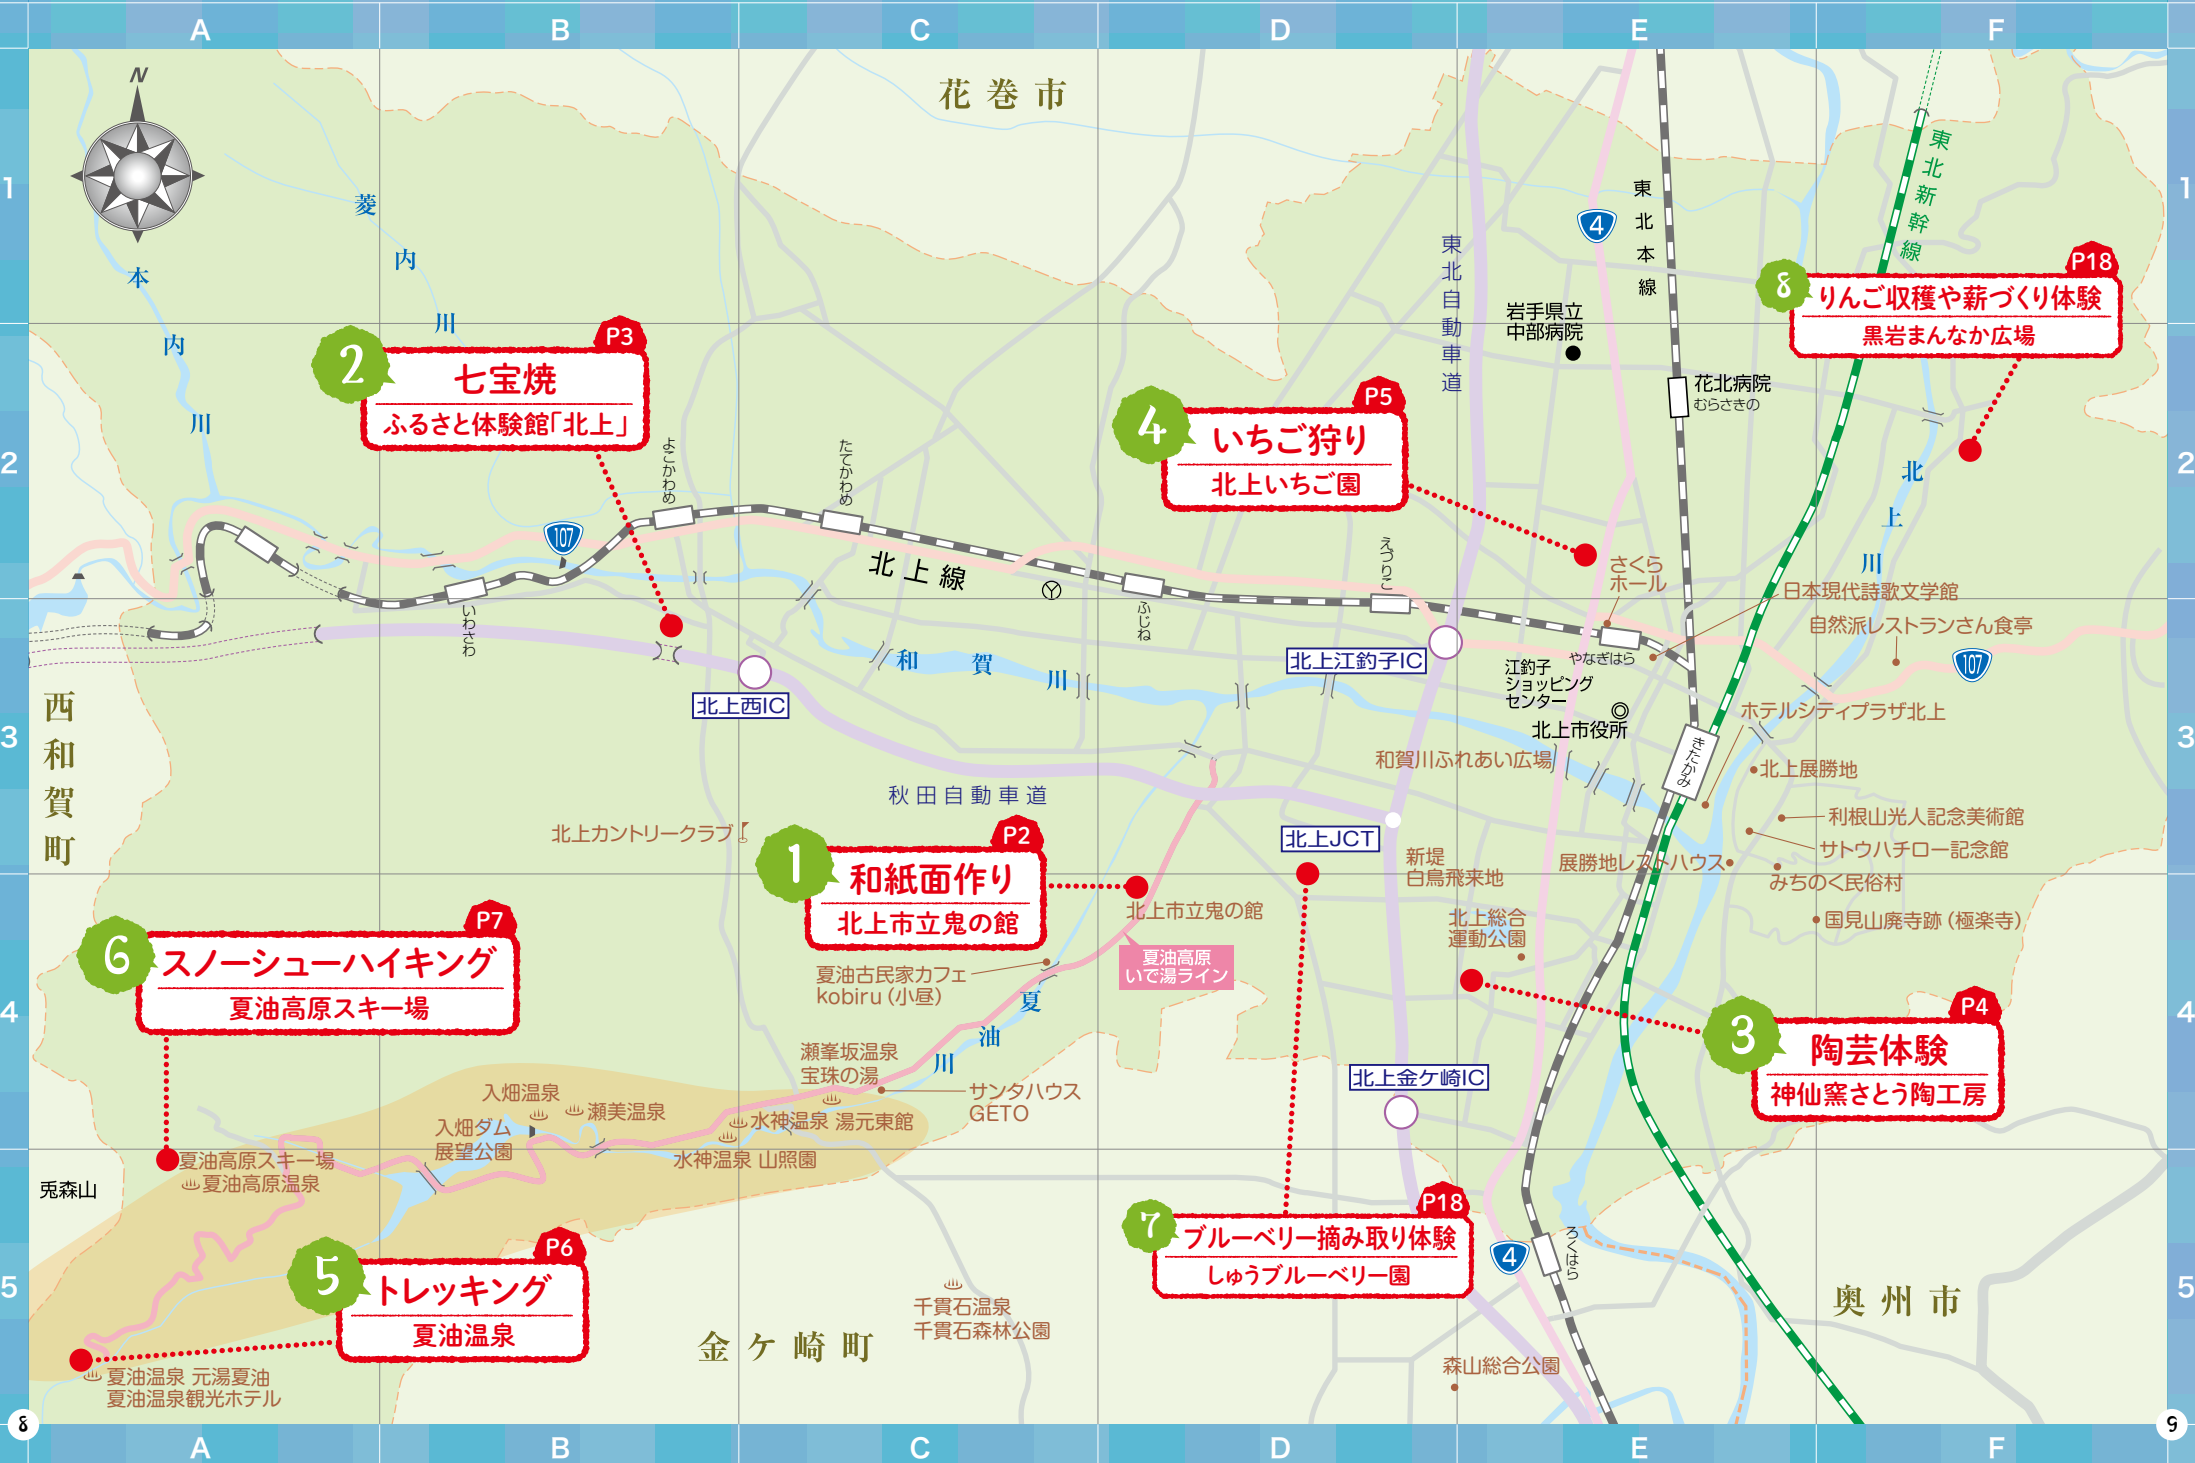 A
B
C
D
E
F
N
花巻市
1
1
東北新幹線
菱内川
4
東北本線
東北自動車道
本内川
岩手県立
中部病院
8
P18
りんご収穫や薪づくり体験
黒岩まんなか広場
2
P3
七宝焼
ふるさと体験館「北上」
4
P5
いちご狩り
北上いちご園
花北病院
むらさきの
2
2
よこかわめ
たてかわめ
北上川
107
北上線
えづりこ
さくら
ホール
日本現代詩歌文学館
自然派レストランさん食亭
いわさわ
ふじね
和賀川
北上江釣子IC
やなぎはら
江釣子
ショッピング
センター
107
北上西IC
北上市役所
ホテルシティプラザ北上
西和賀町
3
3
きたかみ
和賀川ふれあい広場
北上展勝地
秋田自動車道
利根山光人記念美術館
北上カントリークラブ
北上JCT
サトウハチロー記念館
新堤
白鳥飛来地
展勝地レストハウス
みちのく民俗村
1
P2
和紙面作り
北上市立鬼の館
北上市立鬼の館
北上総合
運動公園
国見山廃寺跡（極楽寺）
6
P7
スノーシューハイキング
夏油高原スキー場
夏油高原
いで湯ライン
夏油古民家カフェ
kobiru（小昼）
夏油川
4
4
3
P4
陶芸体験
神仙窯さとう陶工房
瀬峯坂温泉
宝珠の湯
サンタハウス
GETO
北上金ケ崎IC
入畑温泉
瀬美温泉
入畑ダム
展望公園
水神温泉 湯元東館
水神温泉 山照園
夏油高原スキー場
夏油高原温泉
兎森山
7
P18
ブルーベリー摘み取り体験
しゅうブルーベリー園
4
ろくはら
5
P6
トレッキング
夏油温泉
5
5
千貫石温泉
千貫石森林公園
奥州市
金ケ崎町
夏油温泉 元湯夏油
夏油温泉観光ホテル
森山総合公園
8
9
A
B
C
D
E
F